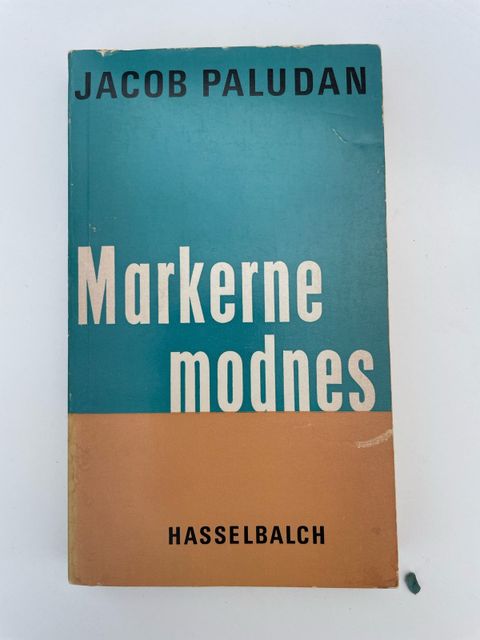 JACOB PALUDAN
Markerne
modnes
HASSELBALCH